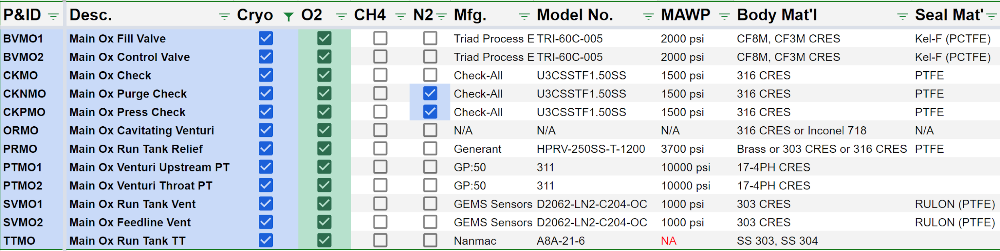 P&ID Desc. Cryo O2 CH4 N2 Mfg. Model No. MAWP Body Mat'l Seal Mat'
BVMO1 Main Ox Fill Valve Triad Process E TRI-60C-005 2000 psi CF8M, CF3M CRES Kel-F (PCTFE)
BVMO2 Main Ox Control Valve Triad Process E TRI-60C-005 2000 psi CF8M, CF3M CRES Kel-F (PCTFE)
CKMO Main Ox Check Check-All U3CSSTF1.50SS 1500 psi 316 CRES PTFE
CKNMO Main Ox Purge Check Check-All U3CSSTF1.50SS 1500 psi 316 CRES PTFE
CKPMO Main Ox Press Check Check-All U3CSSTF1.50SS 1500 psi 316 CRES PTFE
ORMO Main Ox Cavitating Venturi N/A N/A N/A 316 CRES or Inconel 718 N/A
PRMO Main Ox Run Tank Relief Generant HPRV-250SS-T-1200 3700 psi Brass or 303 CRES or 316 CRES PTFE
PTMO1 Main Ox Venturi Upstream PT GP:50 311 10000 psi 17-4PH CRES
PTMO2 Main Ox Venturi Throat PT GP:50 311 10000 psi 17-4PH CRES
SVMO1 Main Ox Run Tank Vent GEMS Sensors D2062-LN2-C204-OC 1000 psi 303 CRES RULON (PTFE)
SVMO2 Main Ox Feedline Vent GEMS Sensors D2062-LN2-C204-OC 1000 psi 303 CRES RULON (PTFE)
TTMO Main Ox Run Tank TT Nanmac A8A-21-6 NA SS 303, SS 304